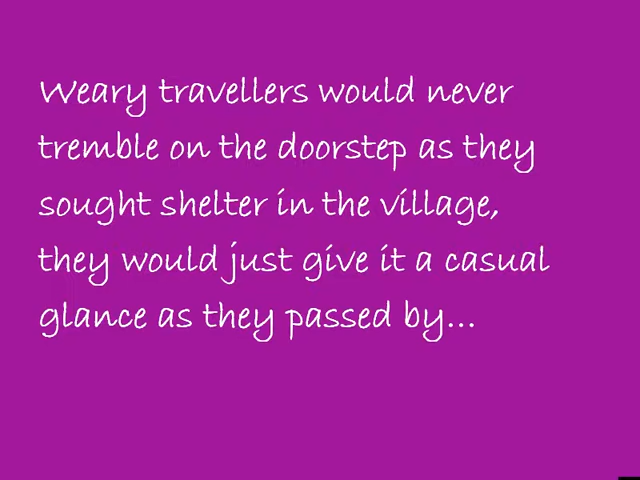 Weary travellers would never
tremble on the doorstep as they
sought shelter in the village,
they would just give it a casual
glance as they passed by...